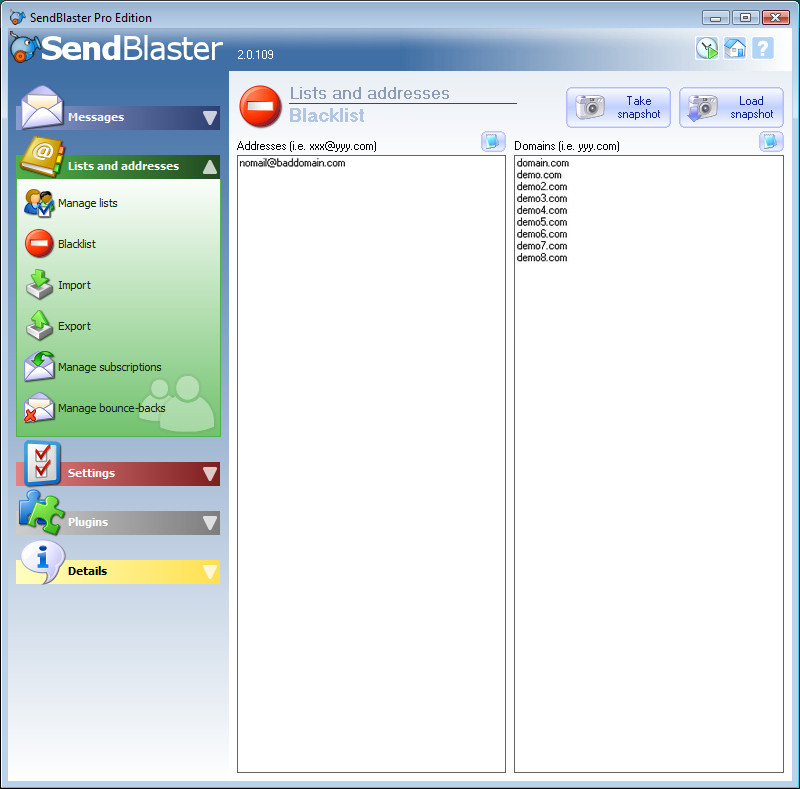 SendBlaster Pro Edition
SendBlaster 2.0.109
?
Messages
Lists and addresses
Manage lists
Blacklist
Import
Export
Manage subscriptions
Manage bounce-backs
Settings
Plugins
i
Details
Lists and addresses
Blacklist
Take
snapshot
Load
snapshot
Addresses (i.e. xxx@yyy.com)
nomail@baddomain.com
Domains (i.e. yyy.com)
domain.com
demo.com
demo2.com
demo3.com
demo4.com
demo5.com
demo6.com
demo7.com
demo8.com